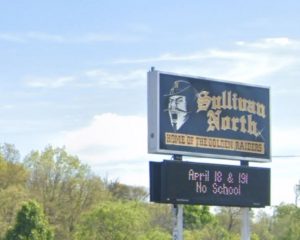 Sullivan
North
HOME OF THE GOLDEN RAIDERS
April 18 & 19!
No School